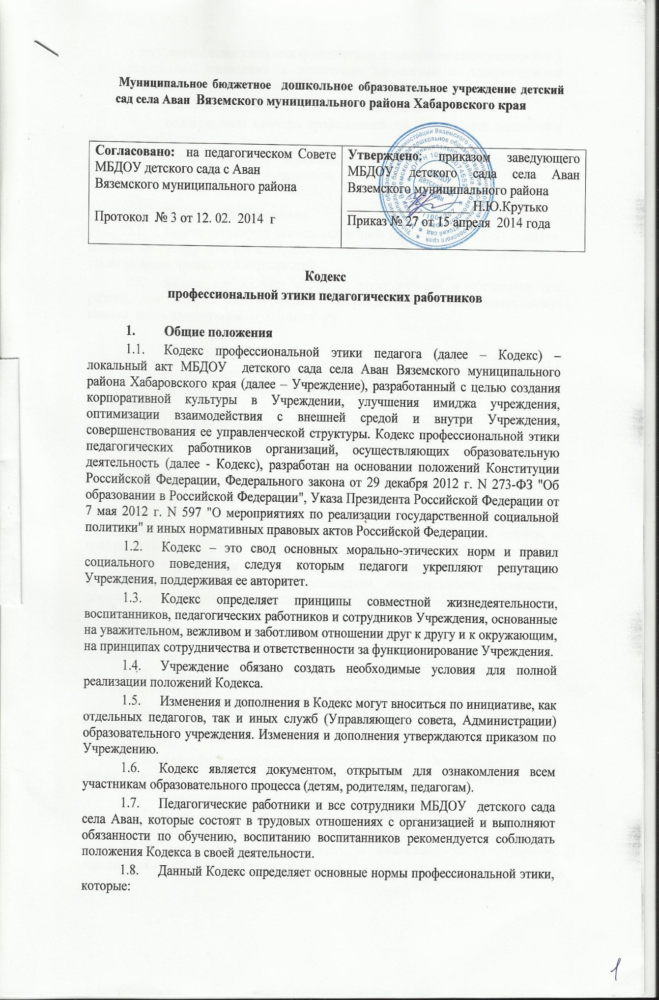 Муниципальное бюджетное дошкольное образовательное учреждение детский
сад села Аван Вяземского муниципального района Хабаровского края
Согласовано: на педагогическом Совете
МБДОУ детского сада с Аван
Вяземского муниципального района
Протокол № 3 от 12. 02. 2014 г
Утверждено: приказом заведующего
МБДОУ детского сада села Аван
Вяземского муниципального района
Н.Ю.Крутько
Приказ № 27 от 15 апреля 2014 года
Кодекс
профессиональной этики педагогических работников
1. Общие положения
1.1. Кодекс профессиональной этики педагога (далее – Кодекс) –
локальный акт МБДОУ детского сада села Аван Вяземского муниципального
района Хабаровского края (далее – Учреждение), разработанный с целью создания
корпоративной культуры в Учреждении, улучшения имиджа учреждения,
оптимизации взаимодействия с внешней средой и внутри Учреждения,
совершенствования ее управленческой структуры. Кодекс профессиональной этики
педагогических работников организаций, осуществляющих образовательную
деятельность (далее - Кодекс), разработан на основании положений Конституции
Российской Федерации, Федерального закона от 29 декабря 2012 г. N 273-ФЗ "Об
образовании в Российской Федерации", Указа Президента Российской Федерации от
7 мая 2012 г. N 597 "О мероприятиях по реализации государственной социальной
политики" и иных нормативных правовых актов Российской Федерации.
1.2. Кодекс – это свод основных морально-этических норм и правил
социального поведения, следуя которым педагоги укрепляют репутацию
Учреждения, поддерживая ее авторитет.
1.3. Кодекс определяет принципы совместной жизнедеятельности,
воспитанников, педагогических работников и сотрудников Учреждения, основанные
на уважительном, вежливом и заботливом отношении друг к другу и к окружающим,
на принципах сотрудничества и ответственности за функционирование Учреждения.
1.4. Учреждение обязано создать необходимые условия для полной
реализации положений Кодекса.
1.5. Изменения и дополнения в Кодекс могут вноситься по инициативе, как
отдельных педагогов, так и иных служб (Управляющего совета, Администрации)
образовательного учреждения. Изменения и дополнения утверждаются приказом по
Учреждению.
1.6. Кодекс является документом, открытым для ознакомления всем
участникам образовательного процесса (детям, родителям, педагогам).
1.7. Педагогические работники и все сотрудники МБДОУ детского сада
села Аван, которые состоят в трудовых отношениях с организацией и выполняют
обязанности по обучению, воспитанию воспитанников рекомендуется соблюдать
положения Кодекса в своей деятельности.
1.8. Данный Кодекс определяет основные нормы профессиональной этики,
которые:
1